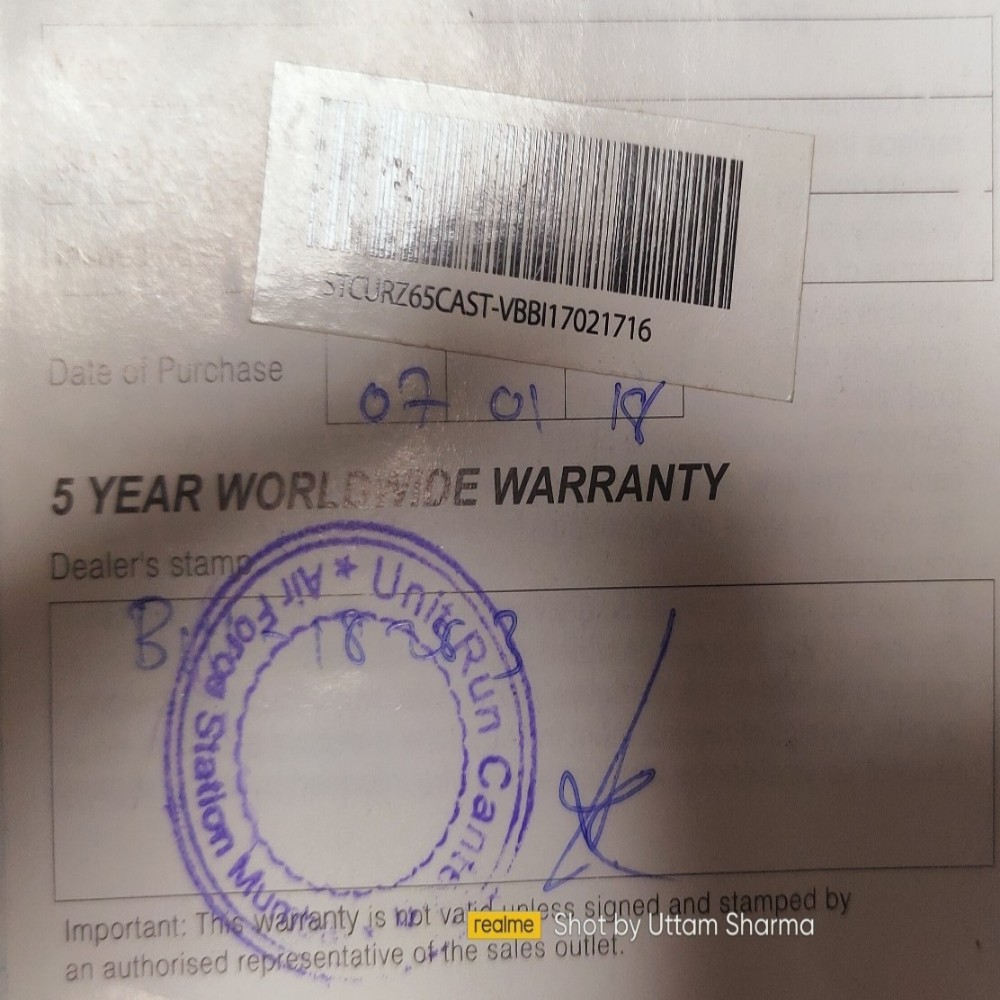 STCURZ65CAST-VBBI17021716
Date of Purchase
07 01 18
5 YEAR WORLDWIDE WARRANTY
Dealer's stamp
Unit Run Cant
Air Force Station
Important: This Warranty is not valid unless signed and stamped by
an authorised representative of the sales outlet.
realme Shot by Uttam Sharma